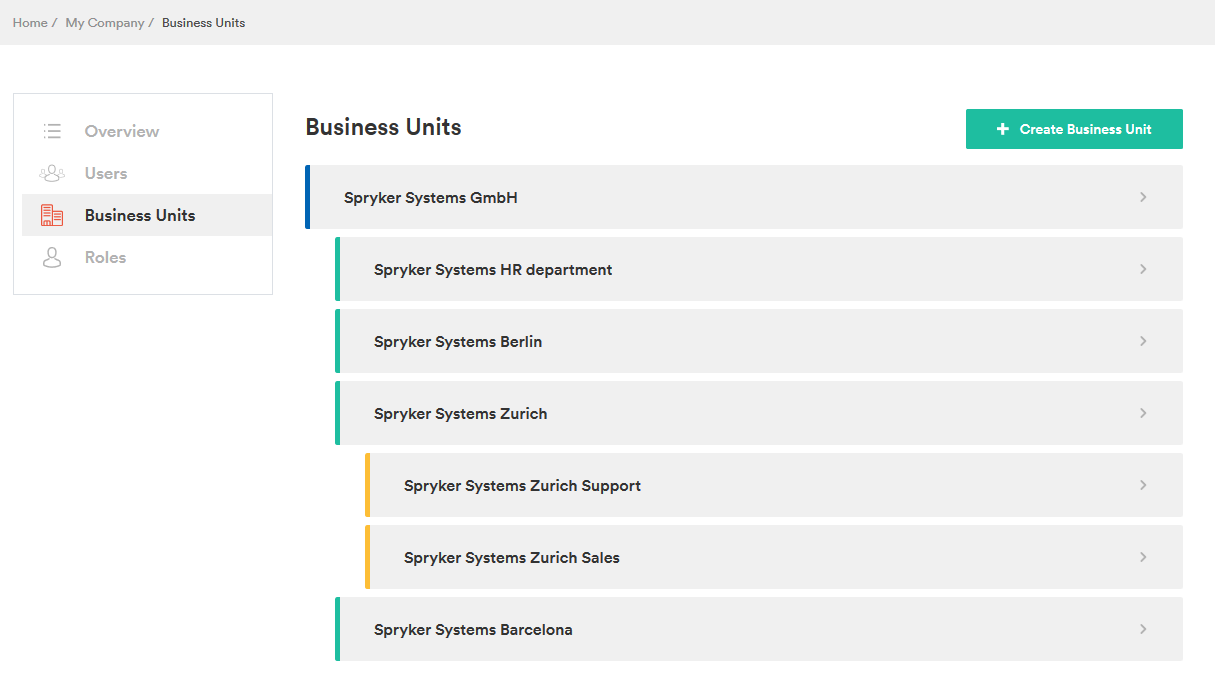 Home / My Company / Business Units
Overview
Users
Business Units
Roles
Business Units
Create Business Unit
Spryker Systems GmbH
Spryker Systems HR department
Spryker Systems Berlin
Spryker Systems Zurich
Spryker Systems Zurich Support
Spryker Systems Zurich Sales
Spryker Systems Barcelona